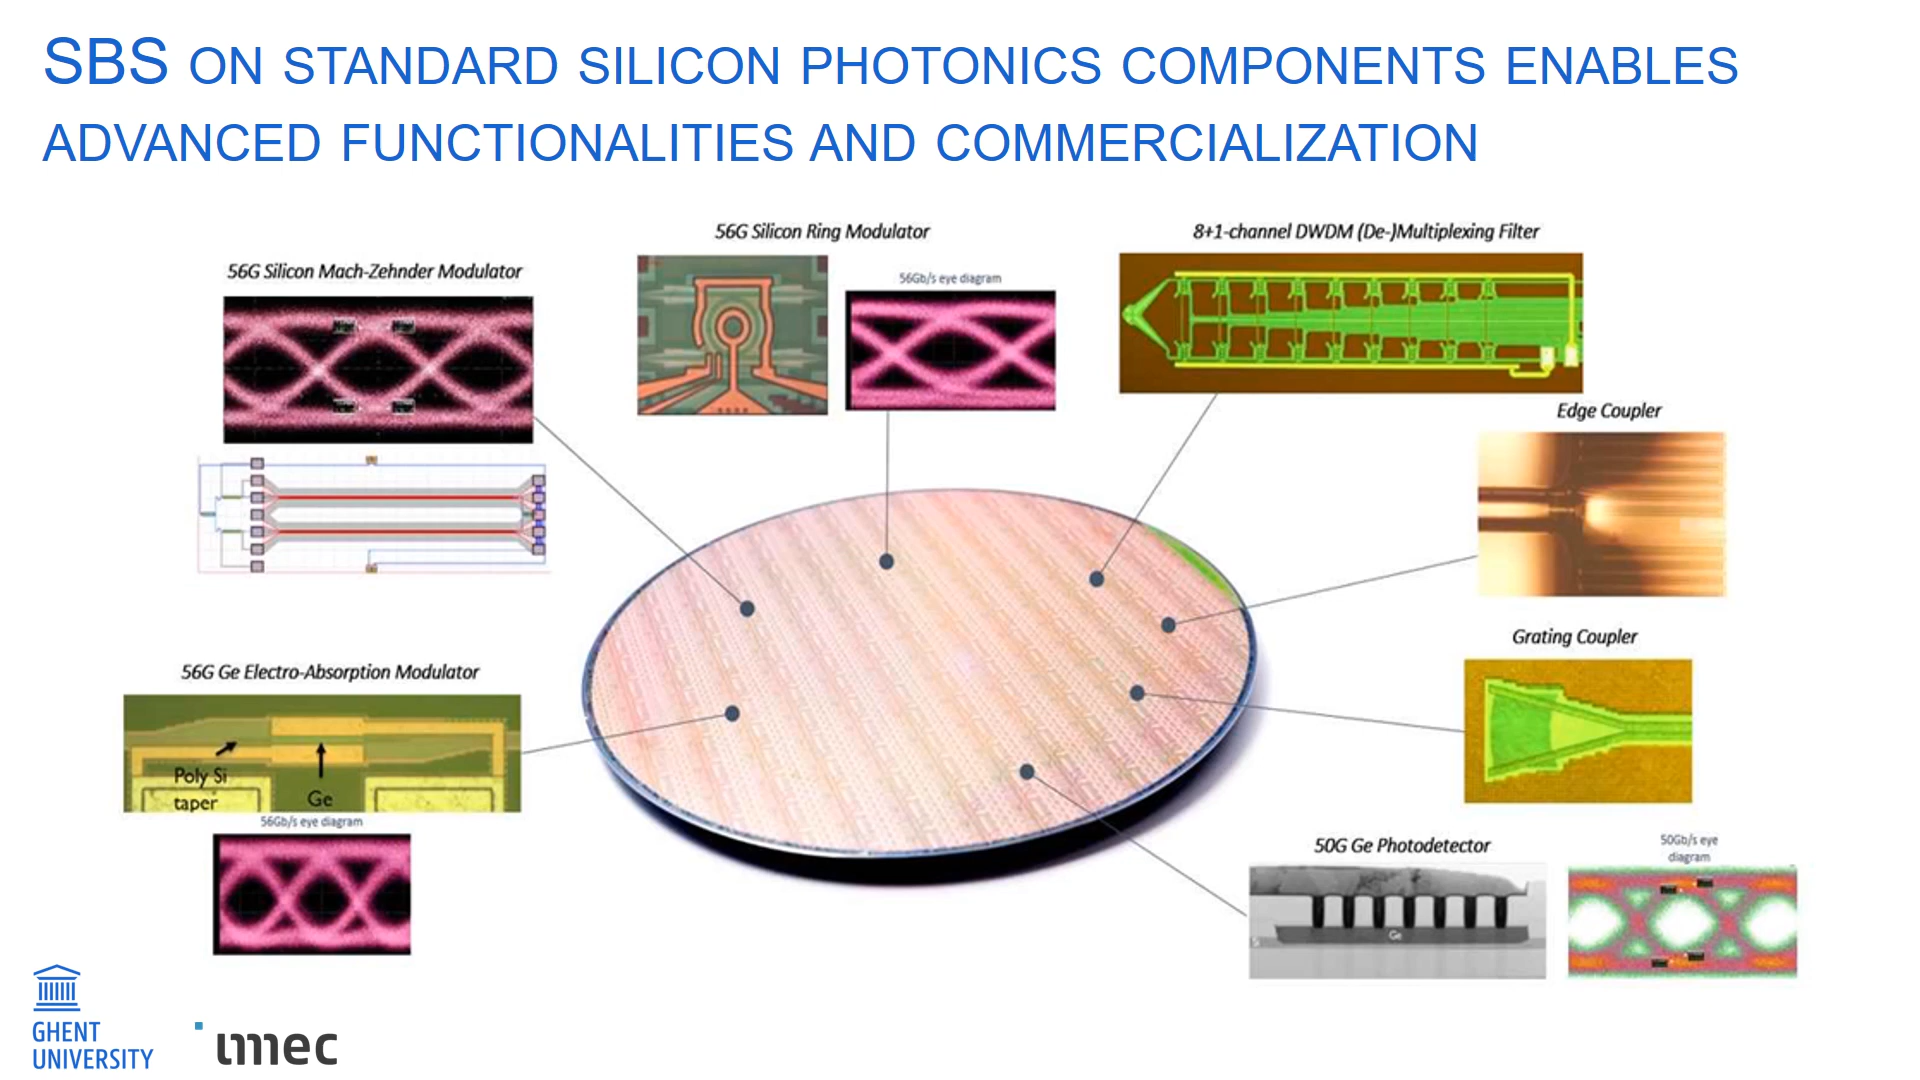 SBS ON STANDARD SILICON PHOTONICS COMPONENTS ENABLES
ADVANCED FUNCTIONALITIES AND COMMERCIALIZATION
56G Silicon Mach-Zehnder Modulator
56G Silicon Ring Modulator
56Gb/s eye diagram
8+1-channel DWDM (De-)Multiplexing Filter
Edge Coupler
Grating Coupler
56G Ge Electro-Absorption Modulator
Poly Si
taper
Ge
56Gb/s eye diagram
50G Ge Photodetector
Ge
50Gb/s eye
diagram
GHENT
UNIVERSITY
imec